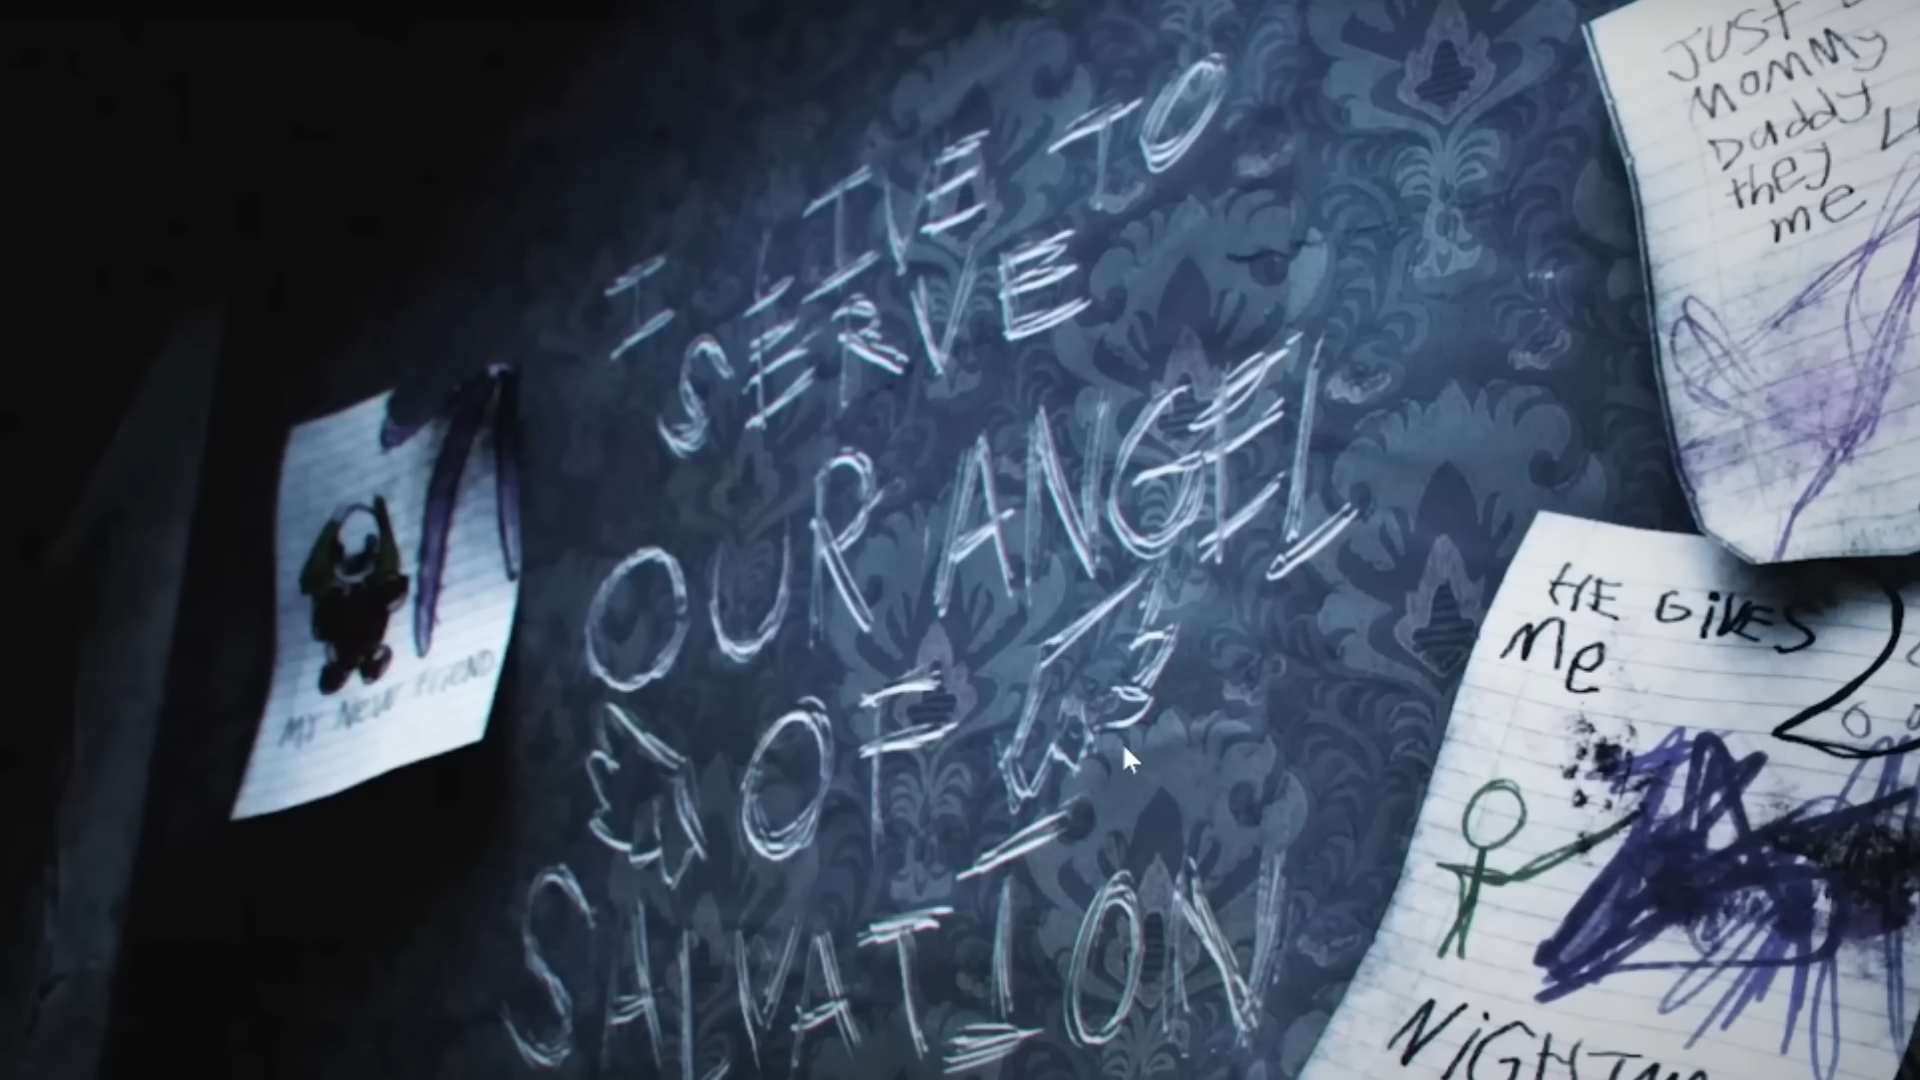 I LIVE TO
SERVE
OUR ANGEL
OF
SALVATION
MY NEW FRIEND
JUST
MOMMy
Daddy
they
me
HE GiVES
Me